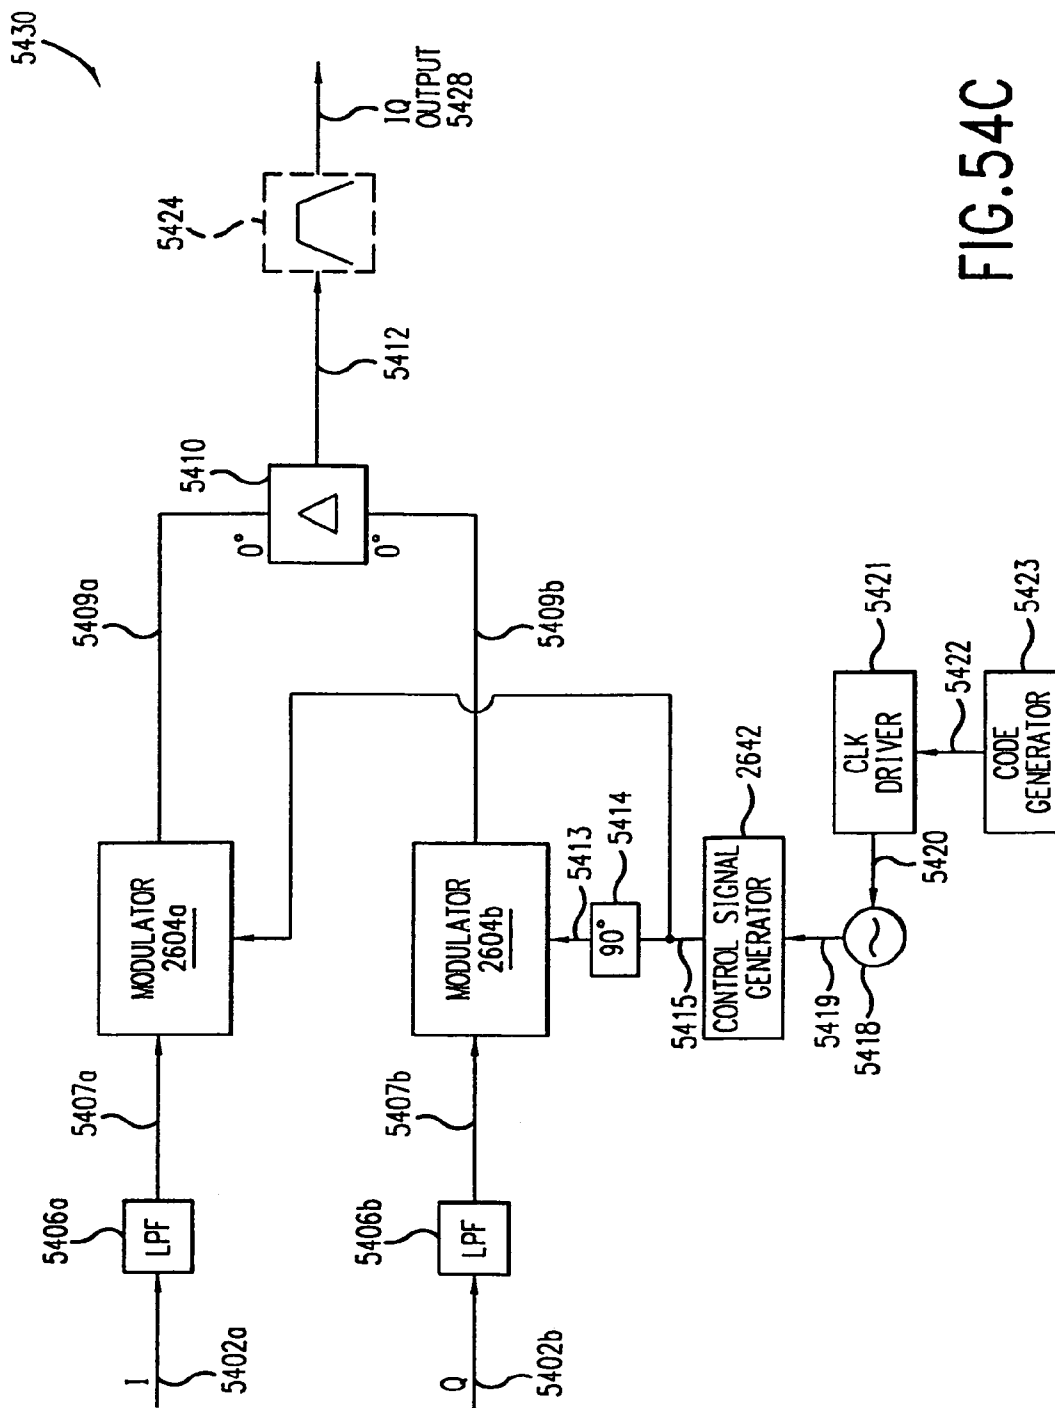 5430
I
5402a
5406a
LPF
5407a
MODULATOR
2604a
5409a
0°
5410
0°
5412
5424
IQ
OUTPUT
5428
Q
5402b
5406b
LPF
5407b
MODULATOR
2604b
5409b
5413
90°
5414
5415
CONTROL SIGNAL
GENERATOR
2642
5419
5418
5420
CLK
DRIVER
5421
5422
CODE
GENERATOR
5423
FIG.54C